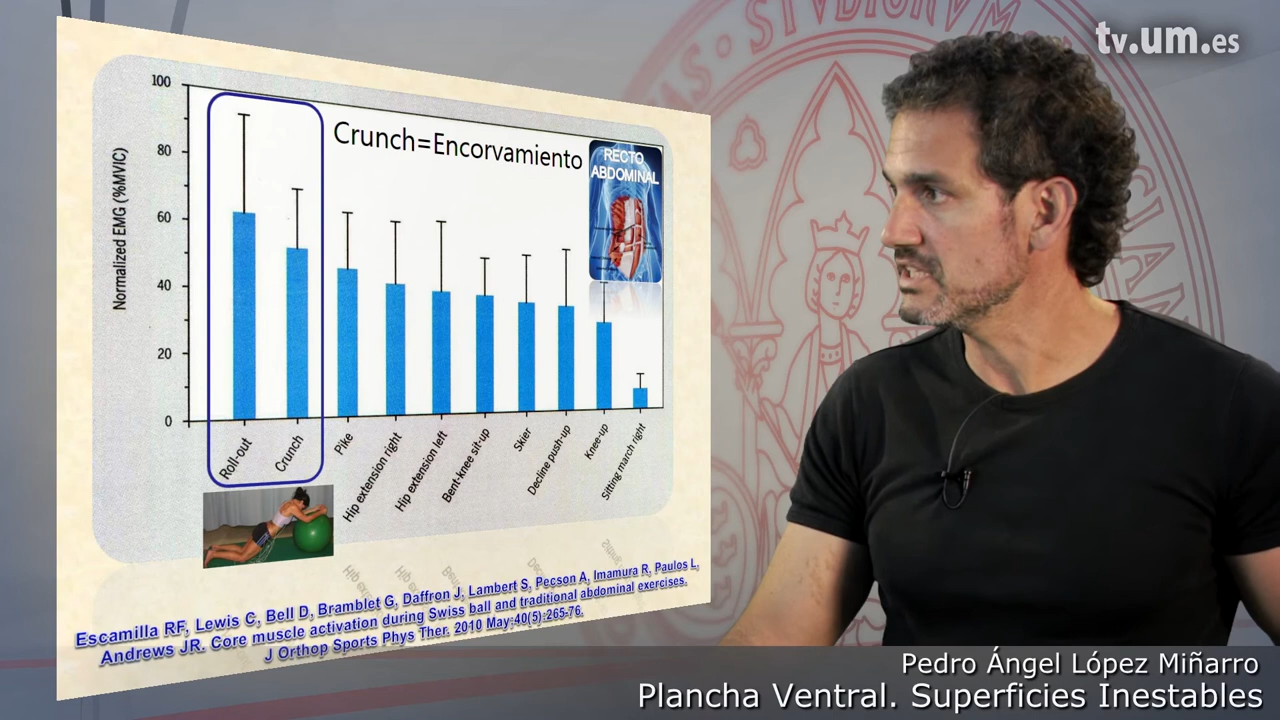 STVDIORVM
tv.um.es
100
80
60
40
20
0
Normalized EMG (%MVIC)
Crunch=Encorvamiento
RECTO
ABDOMINAL
Roll-out
Crunch
Pike
Hip extension right
Hip extension left
Bent-knee sit-up
Skier
Decline push-up
Knee-up
Sitting march right
Escamilla RF, Lewis C, Bell D, Bramblet G, Daffron J, Lambert S, Pecson A, Imamura R, Paulos L,
Andrews JR. Core muscle activation during Swiss ball and traditional abdominal exercises.
J Orthop Sports Phys Ther. 2010 May;40(5):265-76.
Pedro Ángel López Miñarro
Plancha Ventral. Superficies Inestables